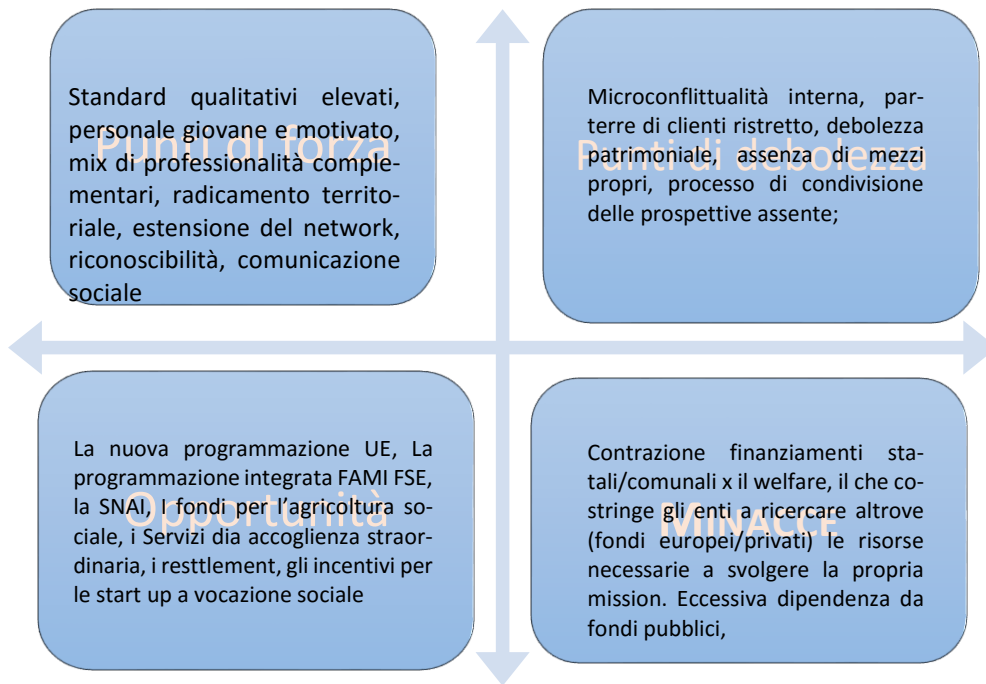 Punti di forza
Standard qualitativi elevati,
personale giovane e motivato,
mix di professionalità comple-
mentari, radicamento territo-
riale, estensione del network,
riconoscibilità, comunicazione
sociale
Punti di debolezza
Microconflittualità interna, par-
terre di clienti ristretto, debolezza
patrimoniale, assenza di mezzi
propri, processo di condivisione
delle prospettive assente;
Opportunità
La nuova programmazione UE, La
programmazione integrata FAMI FSE,
la SNAI, I fondi per l'agricoltura so-
ciale, i Servizi dia accoglienza straor-
dinaria, i resttlement, gli incentivi per
le start up a vocazione sociale
MINACCE
Contrazione finanziamenti sta-
tali/comunali x il welfare, il che co-
stringe gli enti a ricercare altrove
(fondi europei/privati) le risorse
necessarie a svolgere la propria
mission. Eccessiva dipendenza da
fondi pubblici,